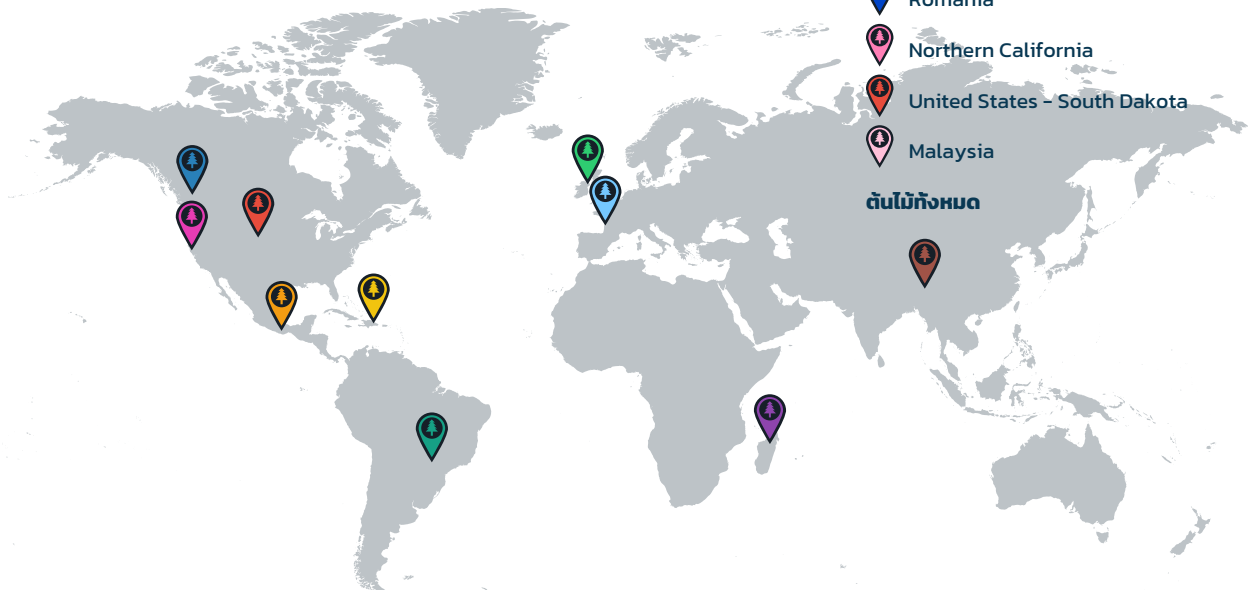 Romania
Northern California
United States - South Dakota
Malaysia
ต้นไม้ทั้งหมด